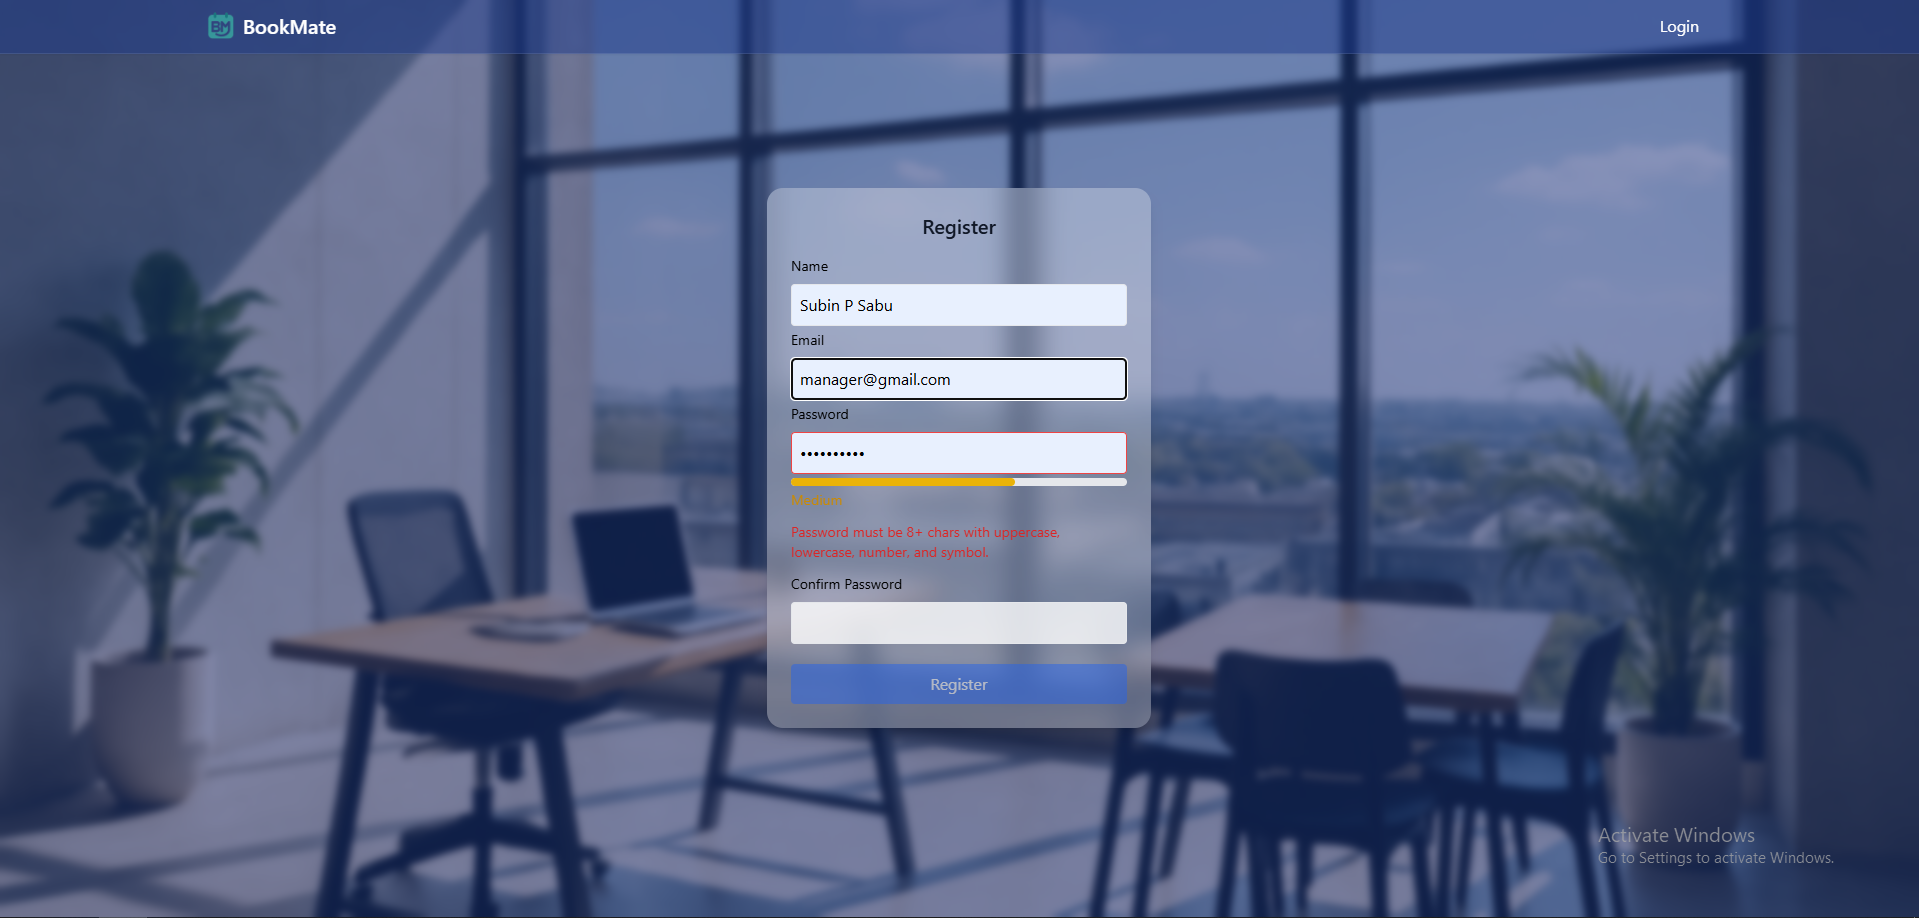 BM BookMate
Login
Register
Name
Subin P Sabu
Email
manager@gmail.com
Password
••••••••••
Medium
Password must be 8+ chars with uppercase,
lowercase, number, and symbol.
Confirm Password
Register
Activate Windows
Go to Settings to activate Windows.